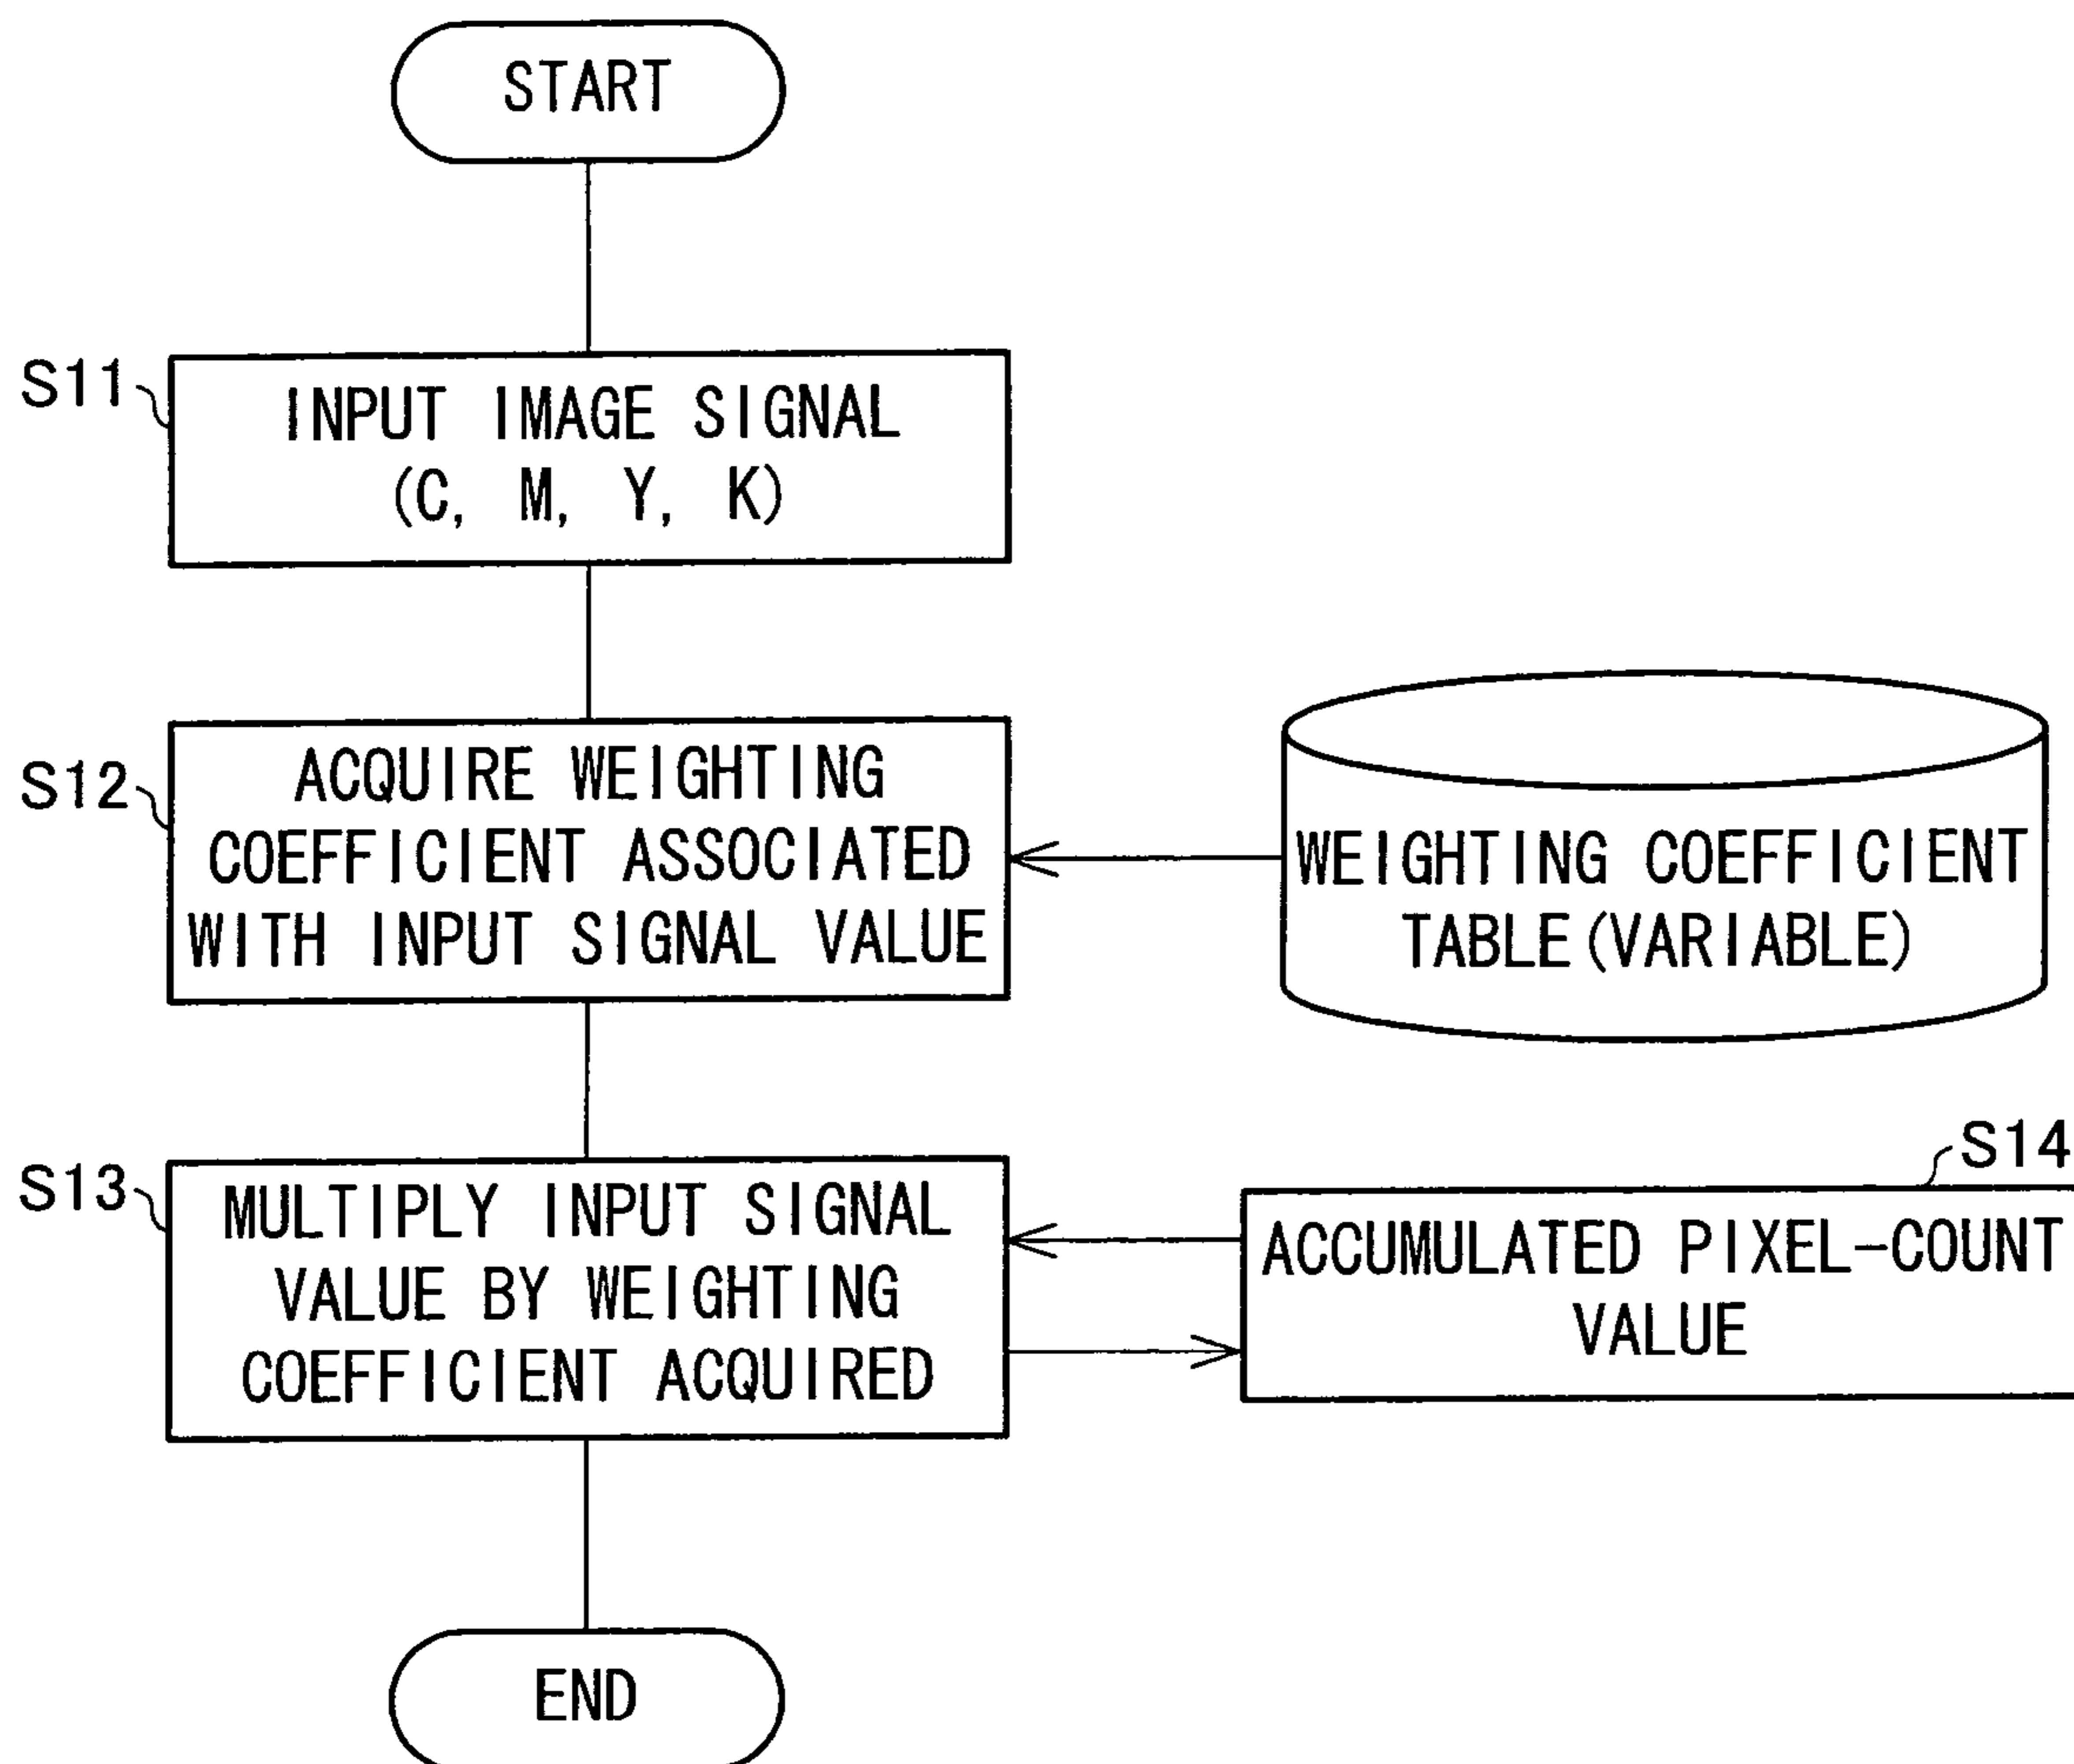 START
S11
INPUT IMAGE SIGNAL
(C, M, Y, K)
S12
ACQUIRE WEIGHTING
COEFFICIENT ASSOCIATED
WITH INPUT SIGNAL VALUE
WEIGHTING COEFFICIENT
TABLE(VARIABLE)
S13
MULTIPLY INPUT SIGNAL
VALUE BY WEIGHTING
COEFFICIENT ACQUIRED
S14
ACCUMULATED PIXEL-COUNT
VALUE
END